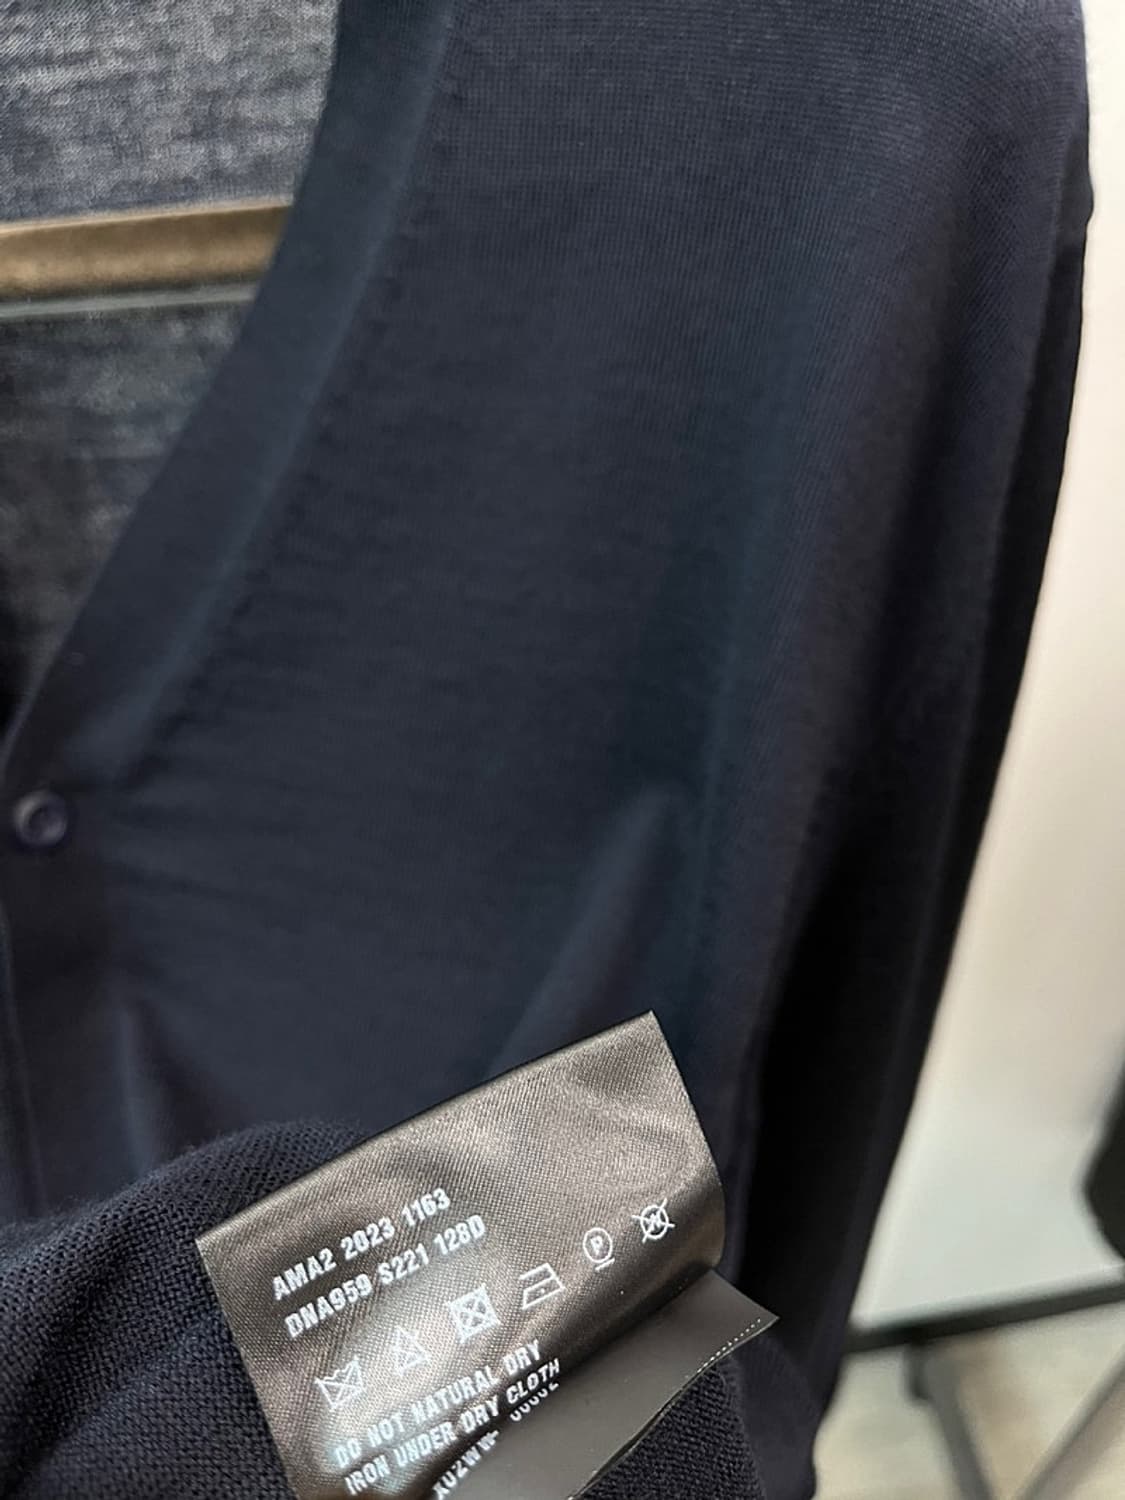 AMA2 2023 1163
DNA959 S221 128D
P
DO NOT NATURAL DRY
IRON UNDER DRY CLOTH